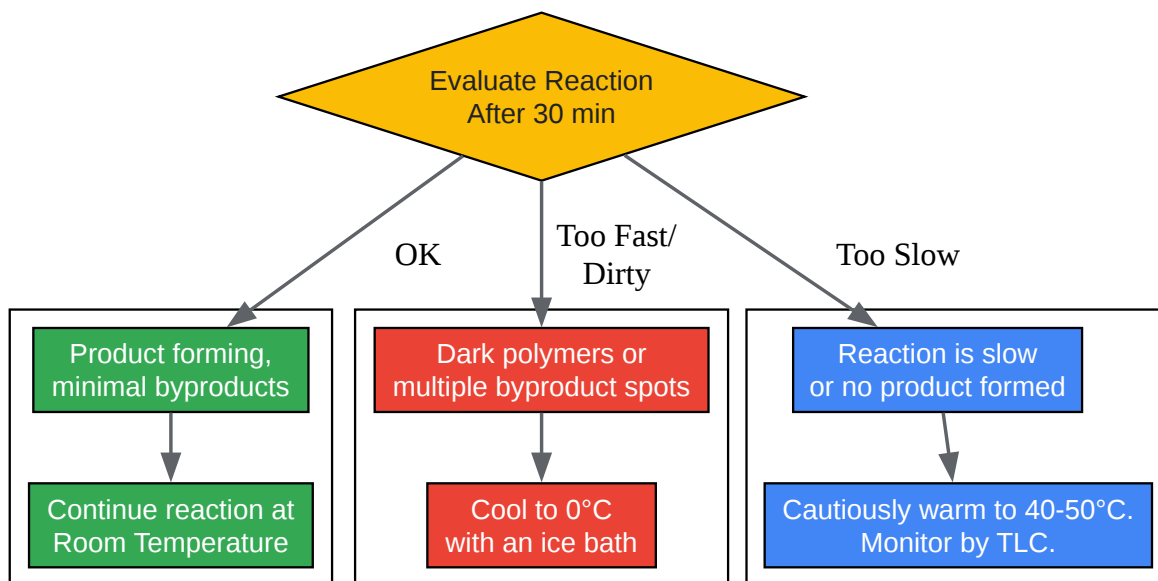 Evaluate Reaction
After 30 min
OK
Too Fast/
Dirty
Too Slow
Product forming,
minimal byproducts
Dark polymers or
multiple byproduct spots
Reaction is slow
or no product formed
Continue reaction at
Room Temperature
Cool to 0°C
with an ice bath
Cautiously warm to 40-50°C.
Monitor by TLC.